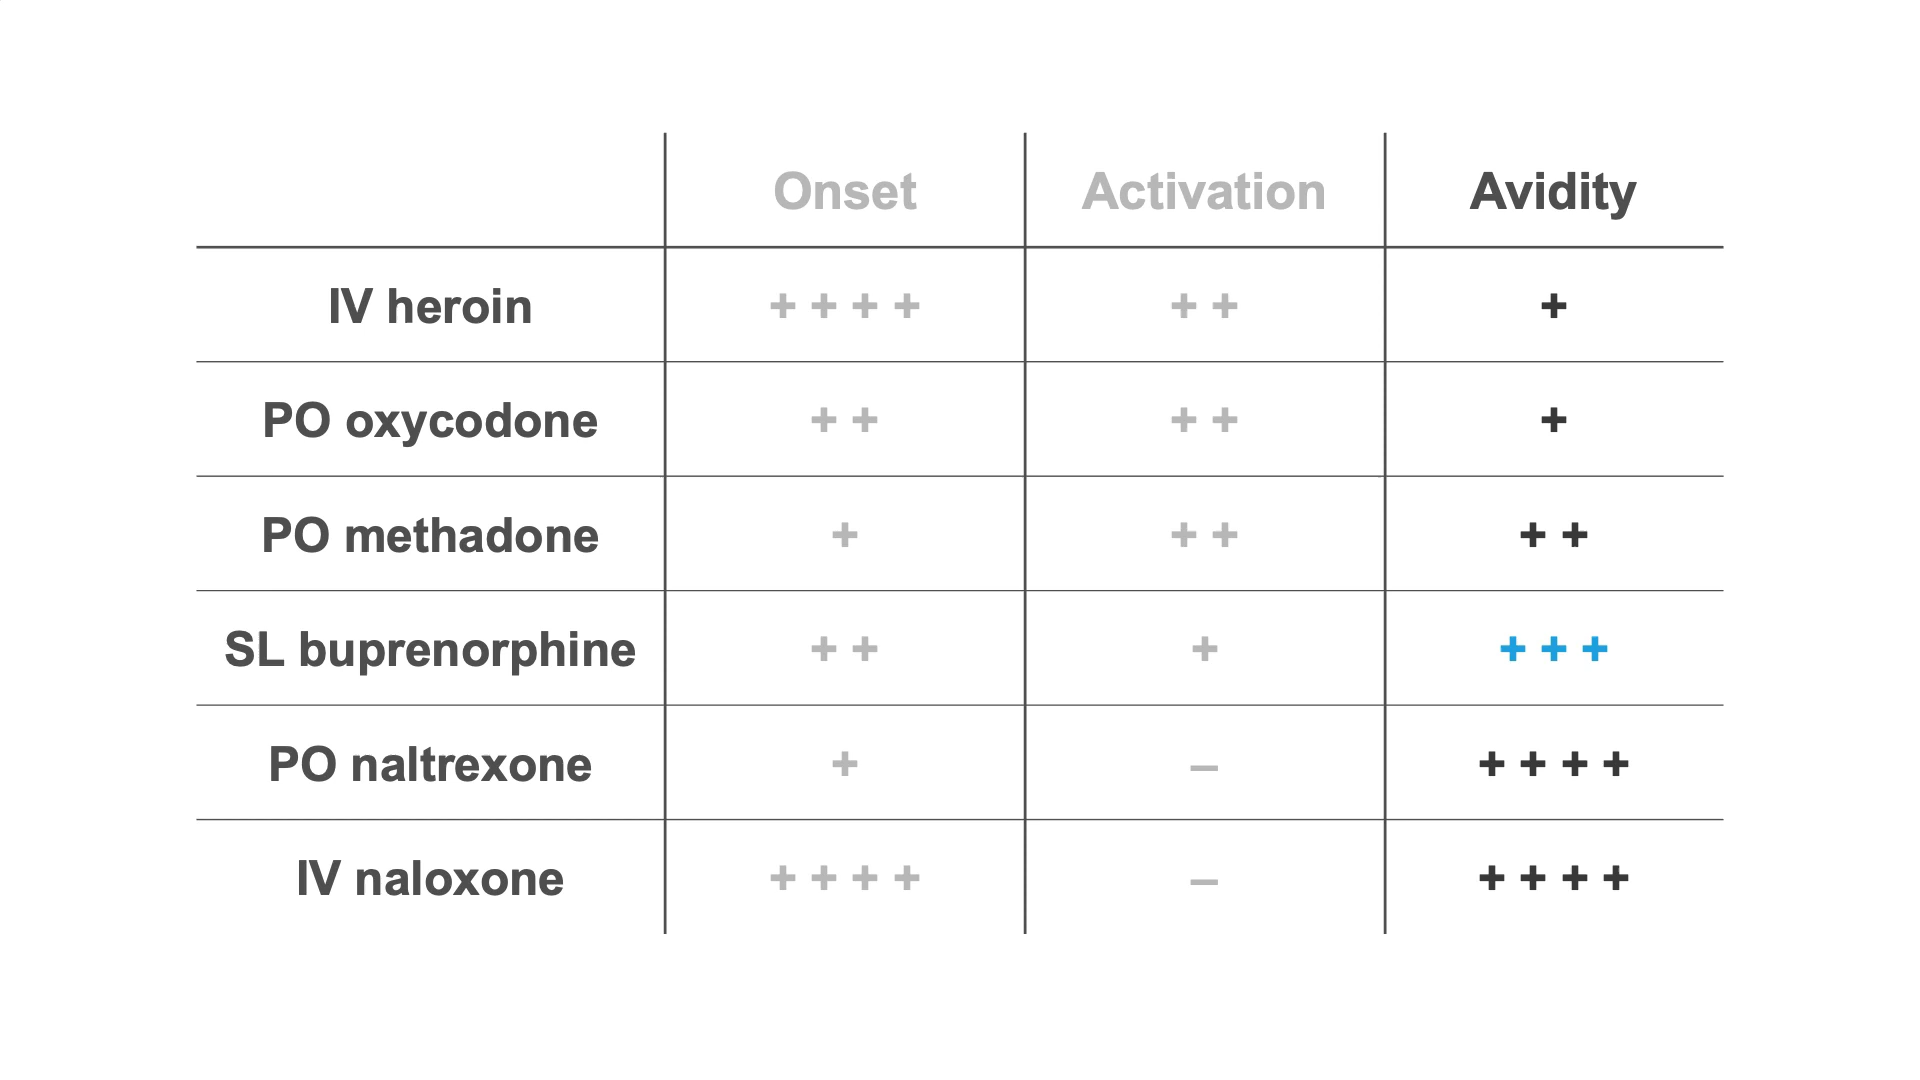 Onset Activation Avidity
IV heroin ++++ ++ +
PO oxycodone ++ ++ +
PO methadone + ++ ++
SL buprenorphine ++ + +++
PO naltrexone + – ++++
IV naloxone ++++ – ++++